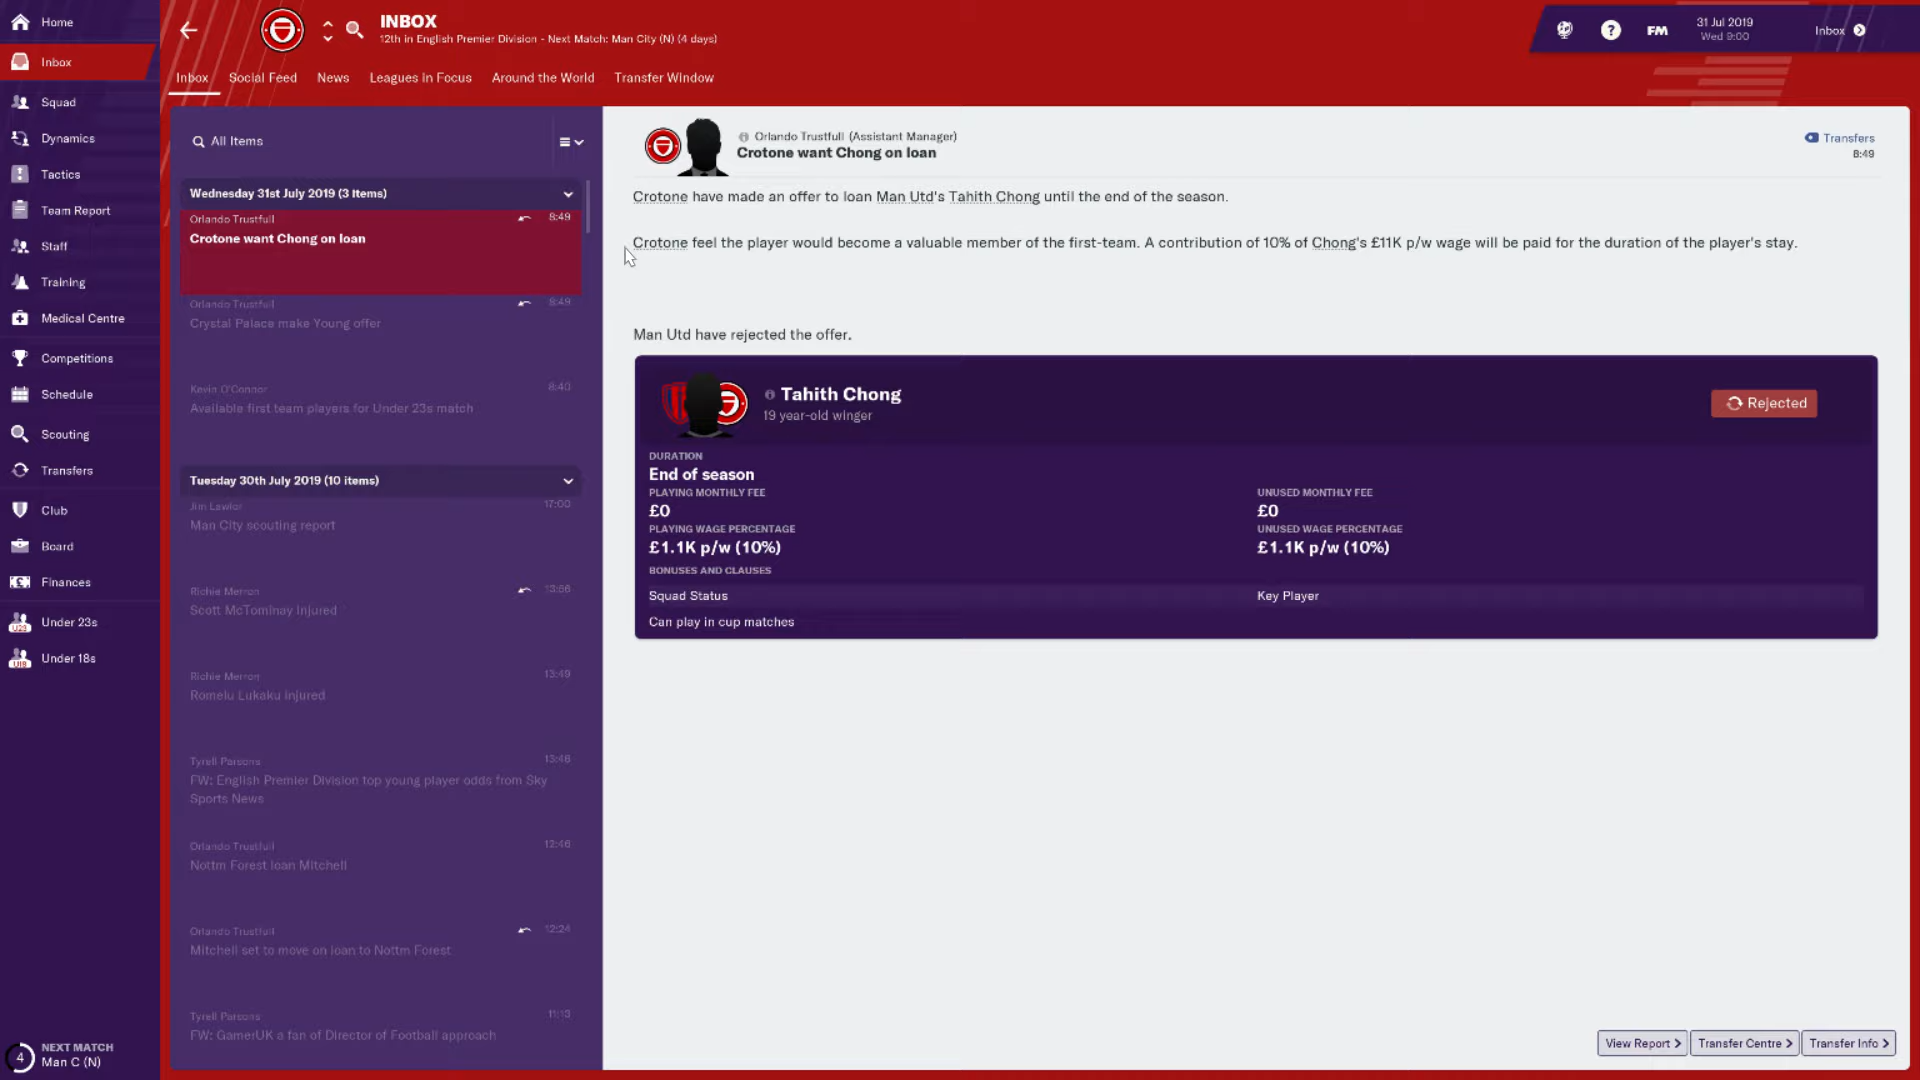 Home
Inbox
Squad
Dynamics
Tactics
Team Report
Staff
Training
Medical Centre
Competitions
Schedule
Scouting
Transfers
Club
Board
Finances
Under 23s
Under 18s
4
NEXT MATCH
Man C (N)
INBOX
12th in English Premier Division - Next Match: Man City (N) (4 days)
?
FM
31 Jul 2019
Wed 9:00
Inbox
Inbox Social Feed News Leagues In Focus Around the World Transfer Window
All Items
Wednesday 31st July 2019 (3 Items)
Orlando Trustfull 8:49
Crotone want Chong on loan
Orlando Trustfull 8:49
Crystal Palace make Young offer
Kevin O'Connor 8:40
Available first team players for Under 23s match
Tuesday 30th July 2019 (10 items)
Jim Lawlor 17:00
Man City scouting report
Richie Merron
Scott McTominay injured
Richie Merron 13:49
Romelu Lukaku injured
Tyrell Parsons 13:46
FW: English Premier Division top young player odds from Sky
Sports News
Orlando Trustfull 12:46
Nottm Forest loan Mitchell
Orlando Trustfull 12:24
Mitchell set to move on loan to Nottm Forest
Tyrell Parsons 11:13
FW: GamerUK a fan of Director of Football approach
Orlando Trustfull (Assistant Manager)
Crotone want Chong on loan
Transfers
8:49
Crotone have made an offer to loan Man Utd's Tahith Chong until the end of the season.
Crotone feel the player would become a valuable member of the first-team. A contribution of 10% of Chong's £11K p/w wage will be paid for the duration of the player's stay.
Man Utd have rejected the offer.
Tahith Chong
19 year-old winger
Rejected
DURATION
End of season
PLAYING MONTHLY FEE UNUSED MONTHLY FEE
£0 £0
PLAYING WAGE PERCENTAGE UNUSED WAGE PERCENTAGE
£1.1K p/w (10%) £1.1K p/w (10%)
BONUSES AND CLAUSES
Squad Status Key Player
Can play in cup matches
View Report Transfer Centre Transfer Info